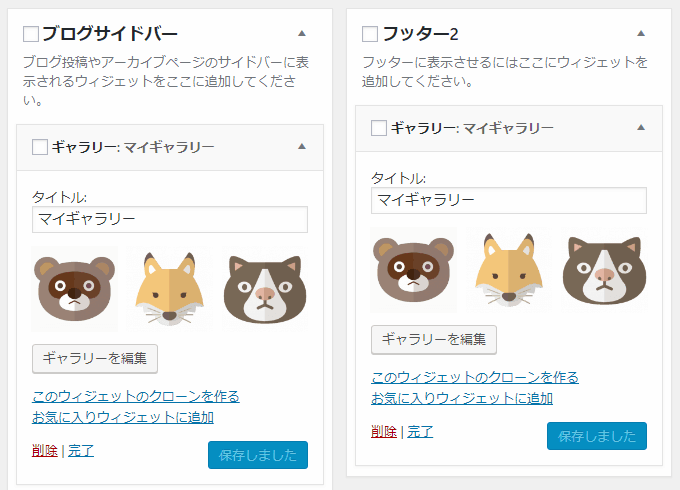 ブログサイドバー
ブログ投稿やアーカイブページのサイドバーに表
示されるウィジェットをここに追加してくださ
い。
ギャラリー: マイギャラリー
タイトル:
マイギャラリー
ギャラリーを編集
このウィジェットのクローンを作る
お気に入りウィジェットに追加
削除 | 完了
保存しました
フッター2
フッターに表示させるにはここにウィジェットを
追加してください。
ギャラリー: マイギャラリー
タイトル:
マイギャラリー
ギャラリーを編集
このウィジェットのクローンを作る
お気に入りウィジェットに追加
削除 | 完了
保存しました